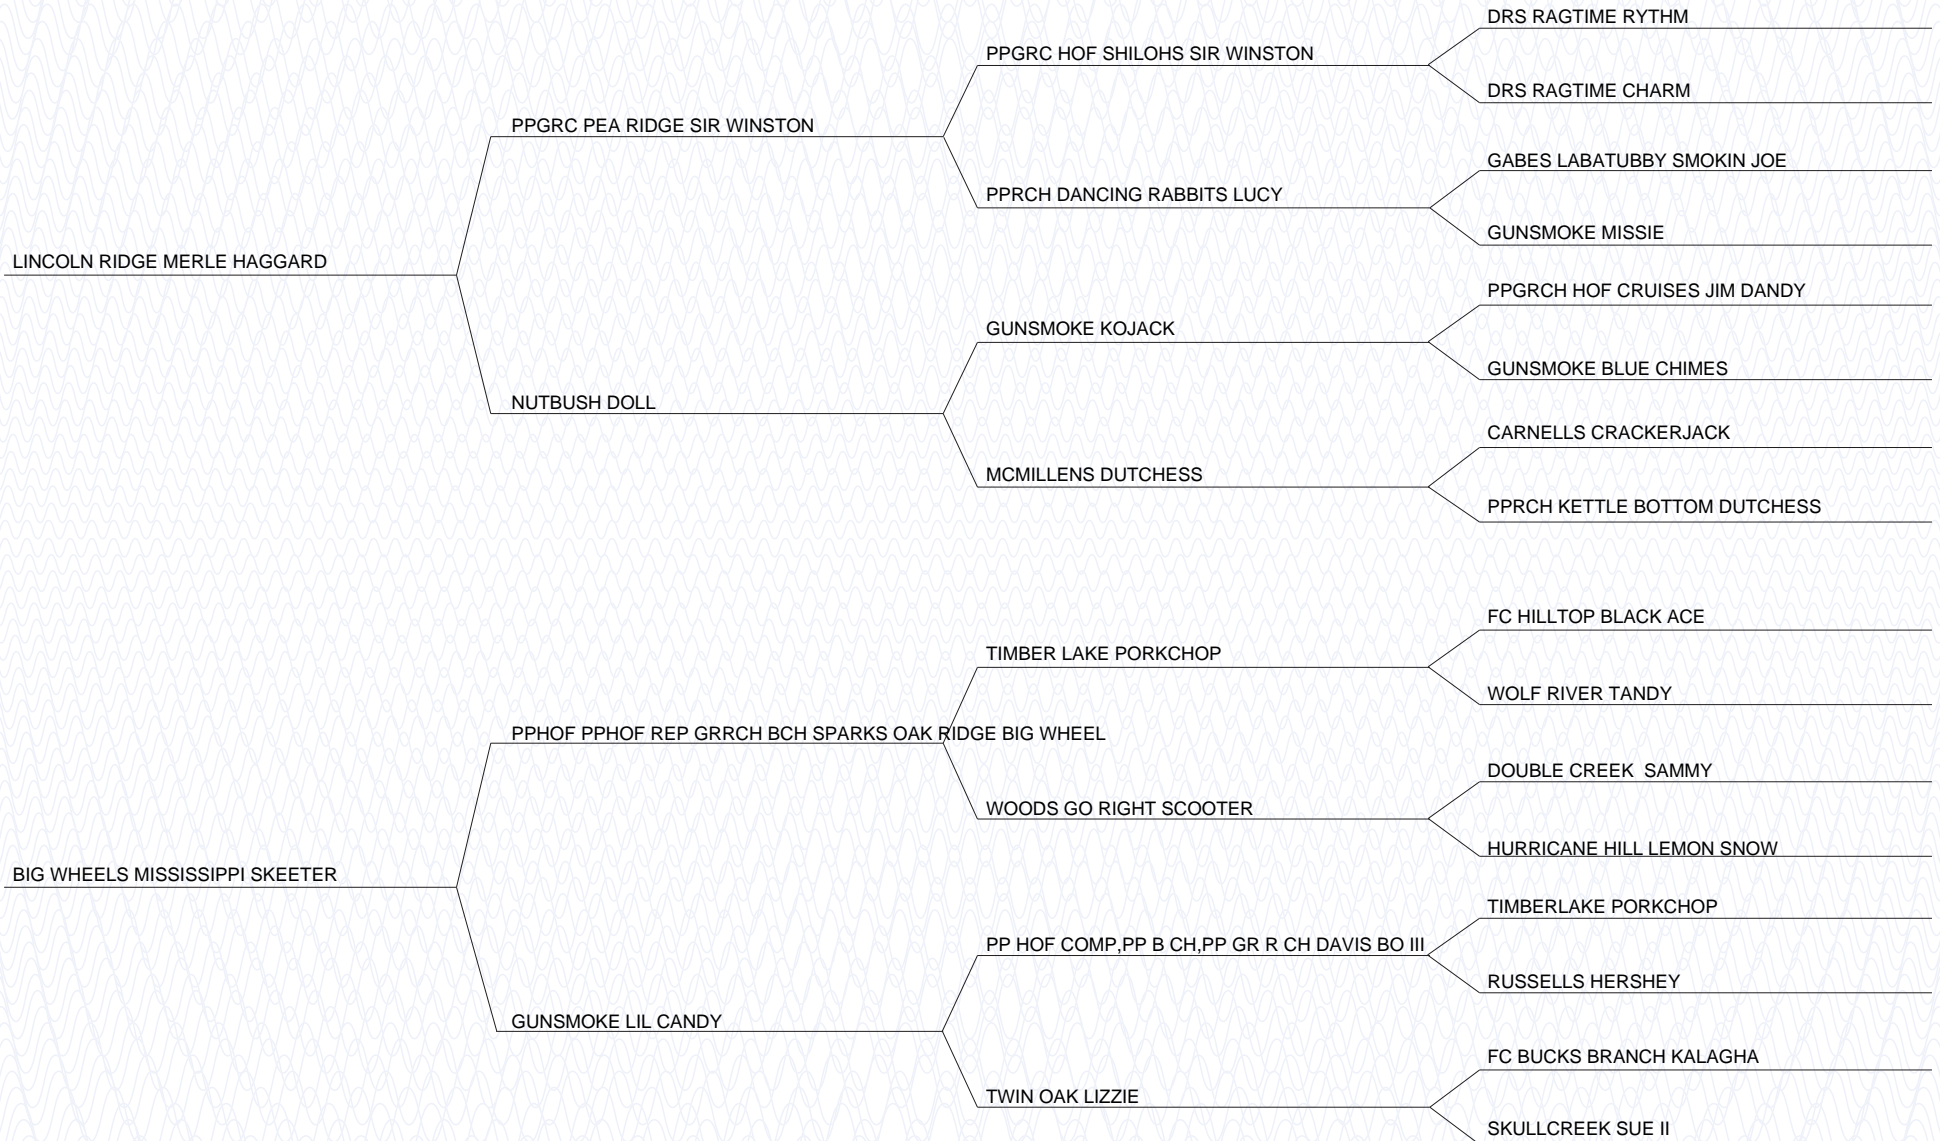 DRS RAGTIME RYTHM
PPGRC HOF SHILOHS SIR WINSTON
DRS RAGTIME CHARM
PPGRC PEA RIDGE SIR WINSTON
GABES LABATUBBY SMOKIN JOE
PPRCH DANCING RABBITS LUCY
GUNSMOKE MISSIE
LINCOLN RIDGE MERLE HAGGARD
PPGRCH HOF CRUISES JIM DANDY
GUNSMOKE KOJACK
GUNSMOKE BLUE CHIMES
NUTBUSH DOLL
CARNELLS CRACKERJACK
MCMILLENS DUTCHESS
PPRCH KETTLE BOTTOM DUTCHESS
FC HILLTOP BLACK ACE
TIMBER LAKE PORKCHOP
WOLF RIVER TANDY
PPHOF PPHOF REP GRRCH BCH SPARKS OAK RIDGE BIG WHEEL
DOUBLE CREEK  SAMMY
WOODS GO RIGHT SCOOTER
HURRICANE HILL LEMON SNOW
BIG WHEELS MISSISSIPPI SKEETER
TIMBERLAKE PORKCHOP
PP HOF COMP,PP B CH,PP GR R CH DAVIS BO III
RUSSELLS HERSHEY
GUNSMOKE LIL CANDY
FC BUCKS BRANCH KALAGHA
TWIN OAK LIZZIE
SKULLCREEK SUE II